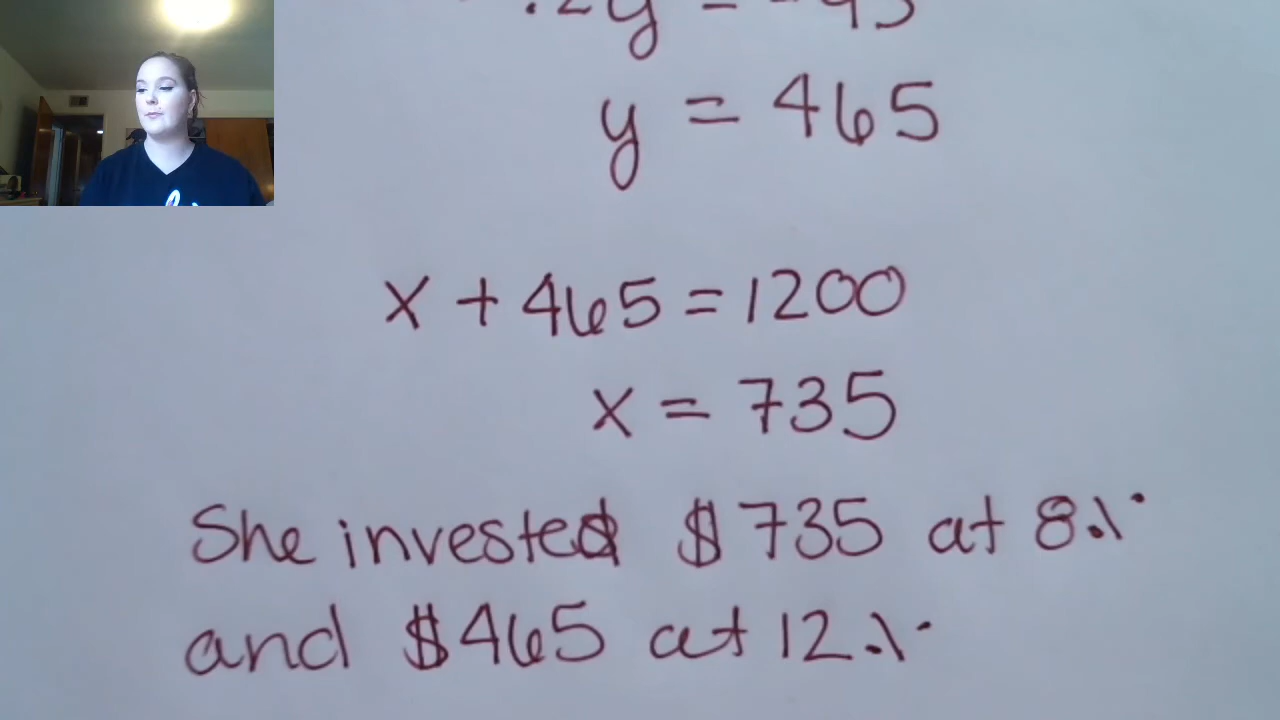 y = 465
x + 465 = 1200
x = 735
She invested $735 at 8%
and $465 at 12%